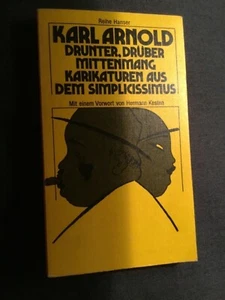 Reihe Hanser
KARL ARNOLD
DRUNTER, DRÜBER
MITTENMANG
KARIKATUREN AUS
DEM SIMPLICISSIMUS
Mit einem Vorwort von Hermann Kesten